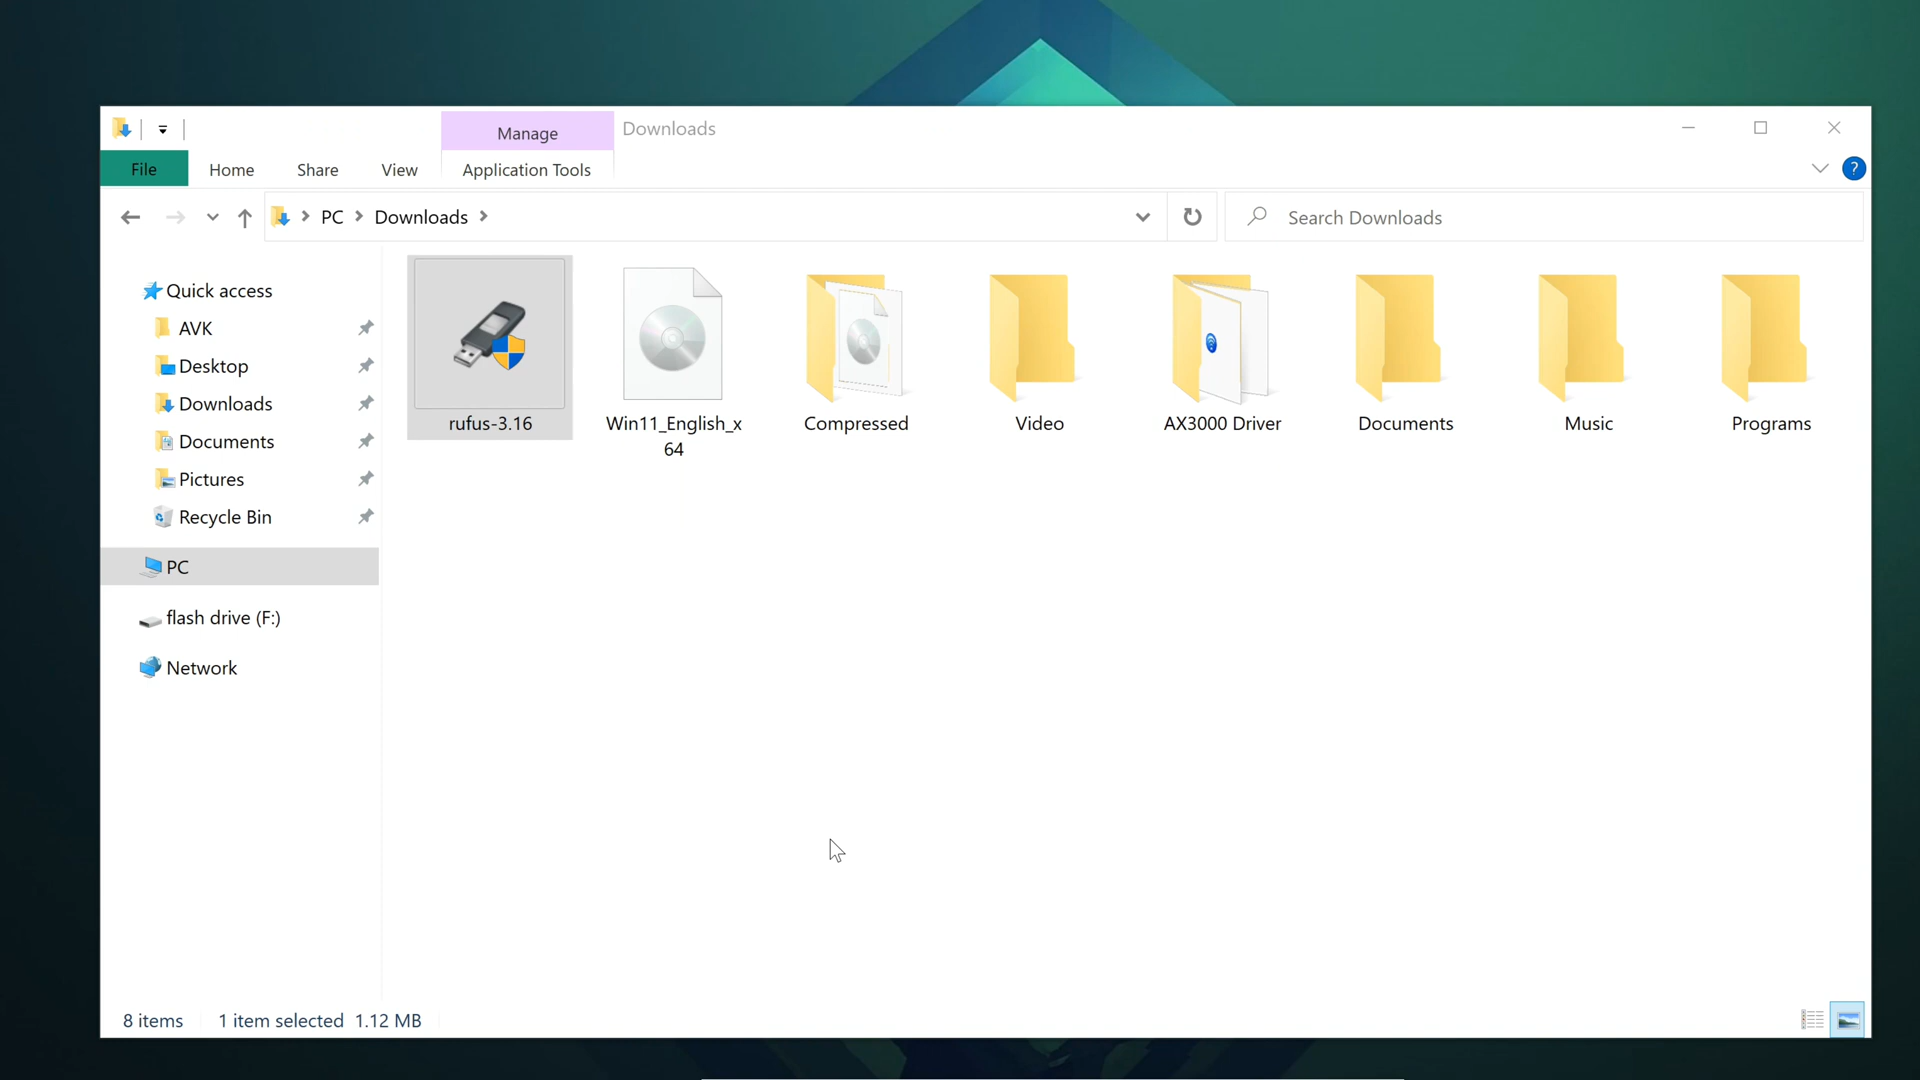 Manage
Downloads
File
Home
Share
View
Application Tools
?
PC
Downloads
Search Downloads
Quick access
AVK
Desktop
Downloads
Documents
Pictures
Recycle Bin
PC
flash drive (F:)
Network
rufus-3.16
Win11_English_x
64
Compressed
Video
AX3000 Driver
Documents
Music
Programs
8 items
1 item selected 1.12 MB